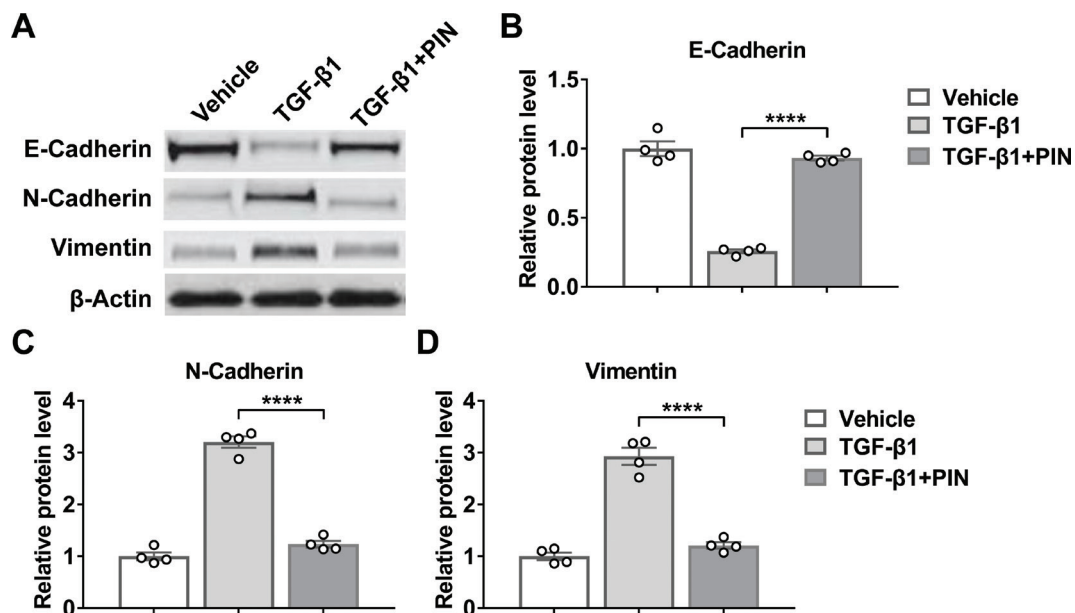 A
Vehicle
TGF-β1
TGF-β1+PIN
E-Cadherin
N-Cadherin
Vimentin
β-Actin
B
E-Cadherin
Relative protein level
1.5
1.0
0.5
0.0
****
Vehicle
TGF-β1
TGF-β1+PIN
C
N-Cadherin
Relative protein level
4
3
2
1
0
****
D
Vimentin
Relative protein level
4
3
2
1
0
****
Vehicle
TGF-β1
TGF-β1+PIN